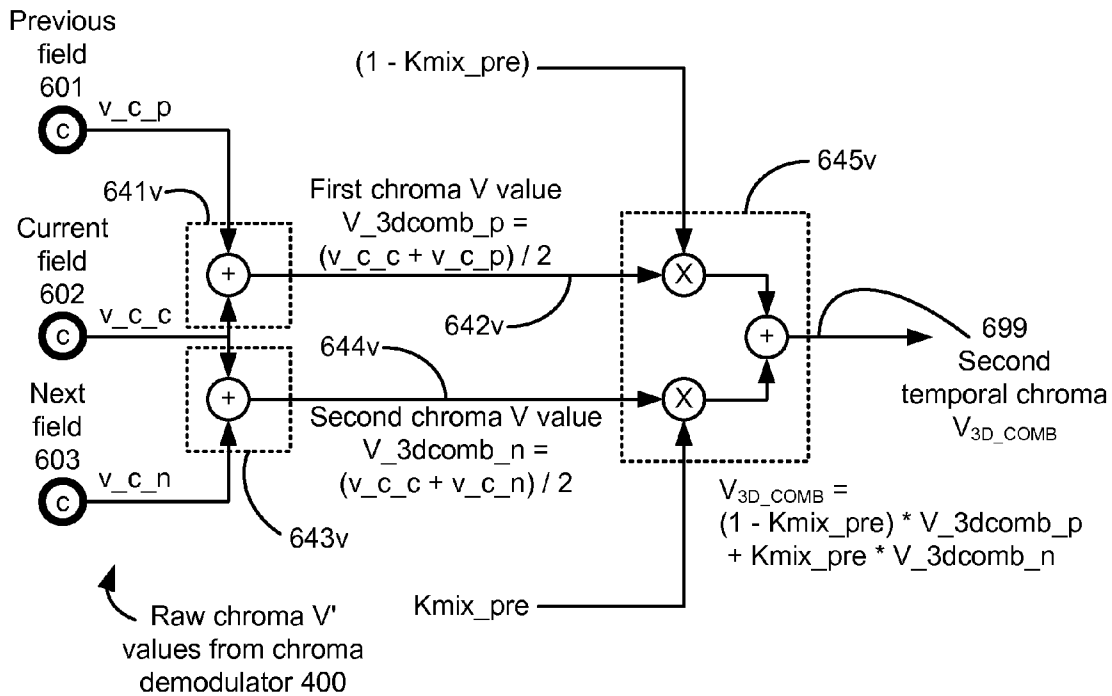 Previous
field
601
c
v_c_p
(1 - Kmix_pre)
641v
645v
First chroma V value
V_3dcomb_p =
(v_c_c + v_c_p) / 2
Current
field
602
c
v_c_c
+
X
642v
+
699
Second
temporal chroma
V3D_COMB
644v
Next
field
603
c
v_c_n
+
X
Second chroma V value
V_3dcomb_n =
(v_c_c + v_c_n) / 2
643v
V3D_COMB =
(1 - Kmix_pre) * V_3dcomb_p
+ Kmix_pre * V_3dcomb_n
Kmix_pre
Raw chroma V'
values from chroma
demodulator 400